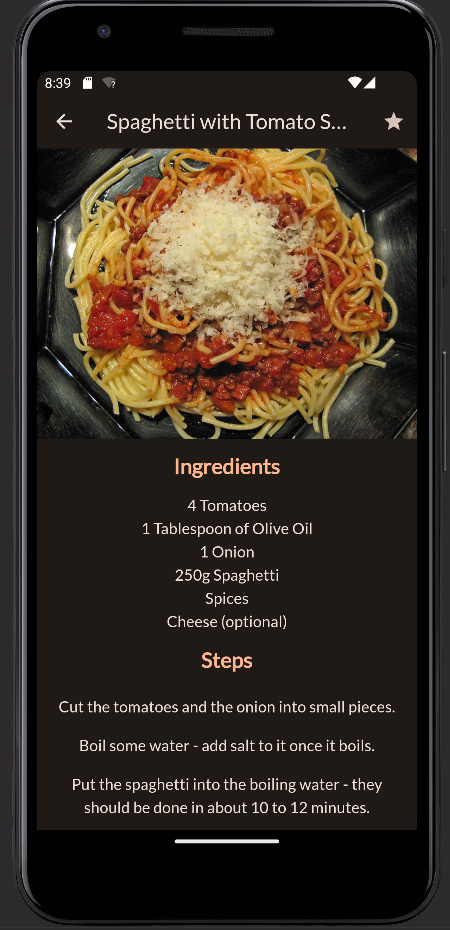 8:39
Spaghetti with Tomato S...
Ingredients
4 Tomatoes
1 Tablespoon of Olive Oil
1 Onion
250g Spaghetti
Spices
Cheese (optional)
Steps
Cut the tomatoes and the onion into small pieces.
Boil some water - add salt to it once it boils.
Put the spaghetti into the boiling water - they
should be done in about 10 to 12 minutes.